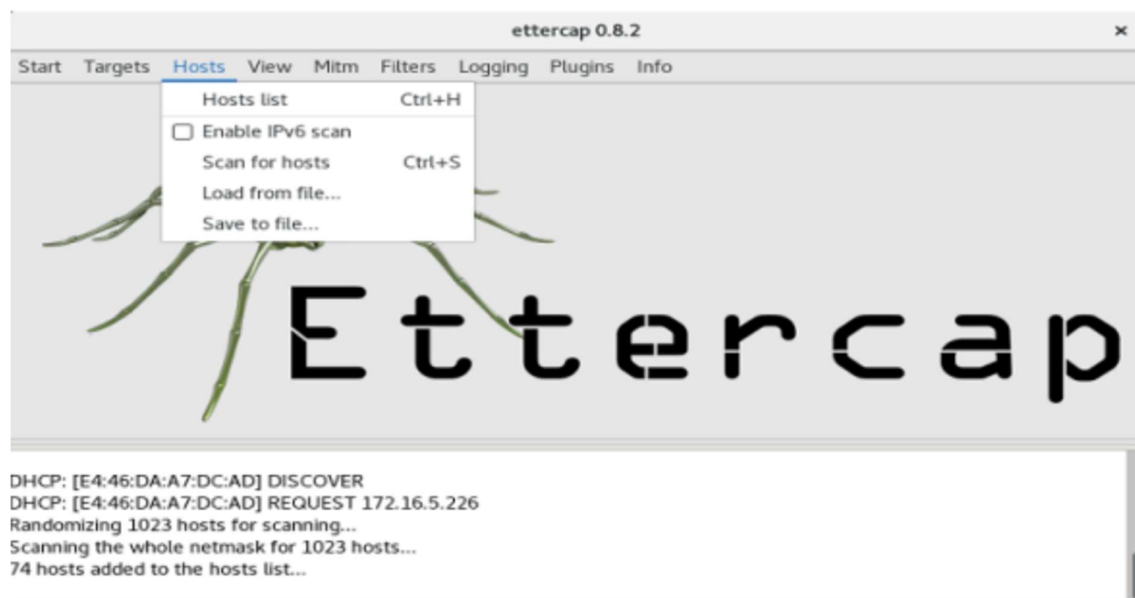 ettercap 0.8.2 ×
Start Targets Hosts View Mitm Filters Logging Plugins Info
Hosts list Ctrl+H
Enable IPv6 scan
Scan for hosts Ctrl+S
Load from file...
Save to file...
Ettercap
DHCP: [E4:46:DA:A7:DC:AD] DISCOVER
DHCP: [E4:46:DA:A7:DC:AD] REQUEST 172.16.5.226
Randomizing 1023 hosts for scanning...
Scanning the whole netmask for 1023 hosts...
74 hosts added to the hosts list...